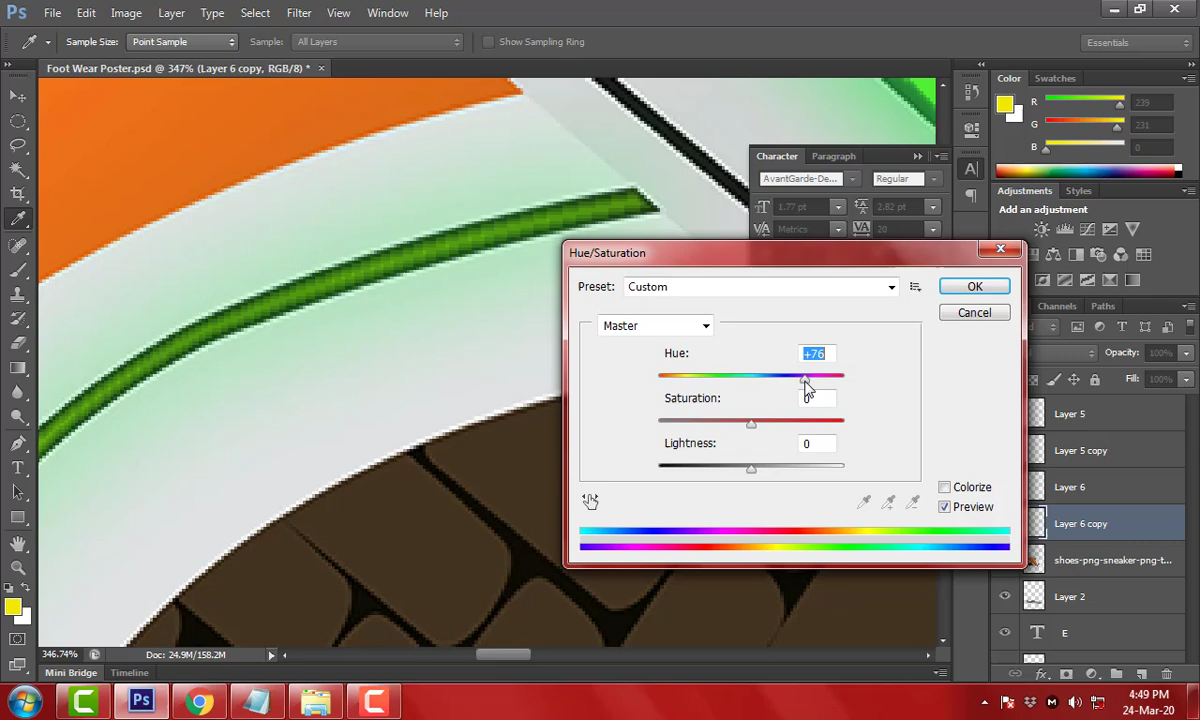 Ps File Edit Image Layer Type Select Filter View Window Help
Sample Size: Point Sample Sample: All Layers Show Sampling Ring Essentials
Foot Wear Poster.psd @ 347% (Layer 6 copy, RGB/8) * ×
Color Swatches
R 239
G 231
B 0
Character Paragraph
AvantGarde-De... Regular
1.77 pt 2.82 pt
Metrics 20
Adjustments Styles
Add an adjustment
Hue/Saturation
Preset: Custom OK
Cancel
Master
Hue: +76
Saturation: 0
Lightness: 0
Colorize
Preview
Channels Paths
Opacity: 100%
Fill: 100%
Layer 5
Layer 5 copy
Layer 6
Layer 6 copy
shoes-png-sneaker-png-t...
Layer 2
T E
346.74% Doc: 24.9M/158.2M
Mini Bridge Timeline
Ps
4:49 PM
24-Mar-20